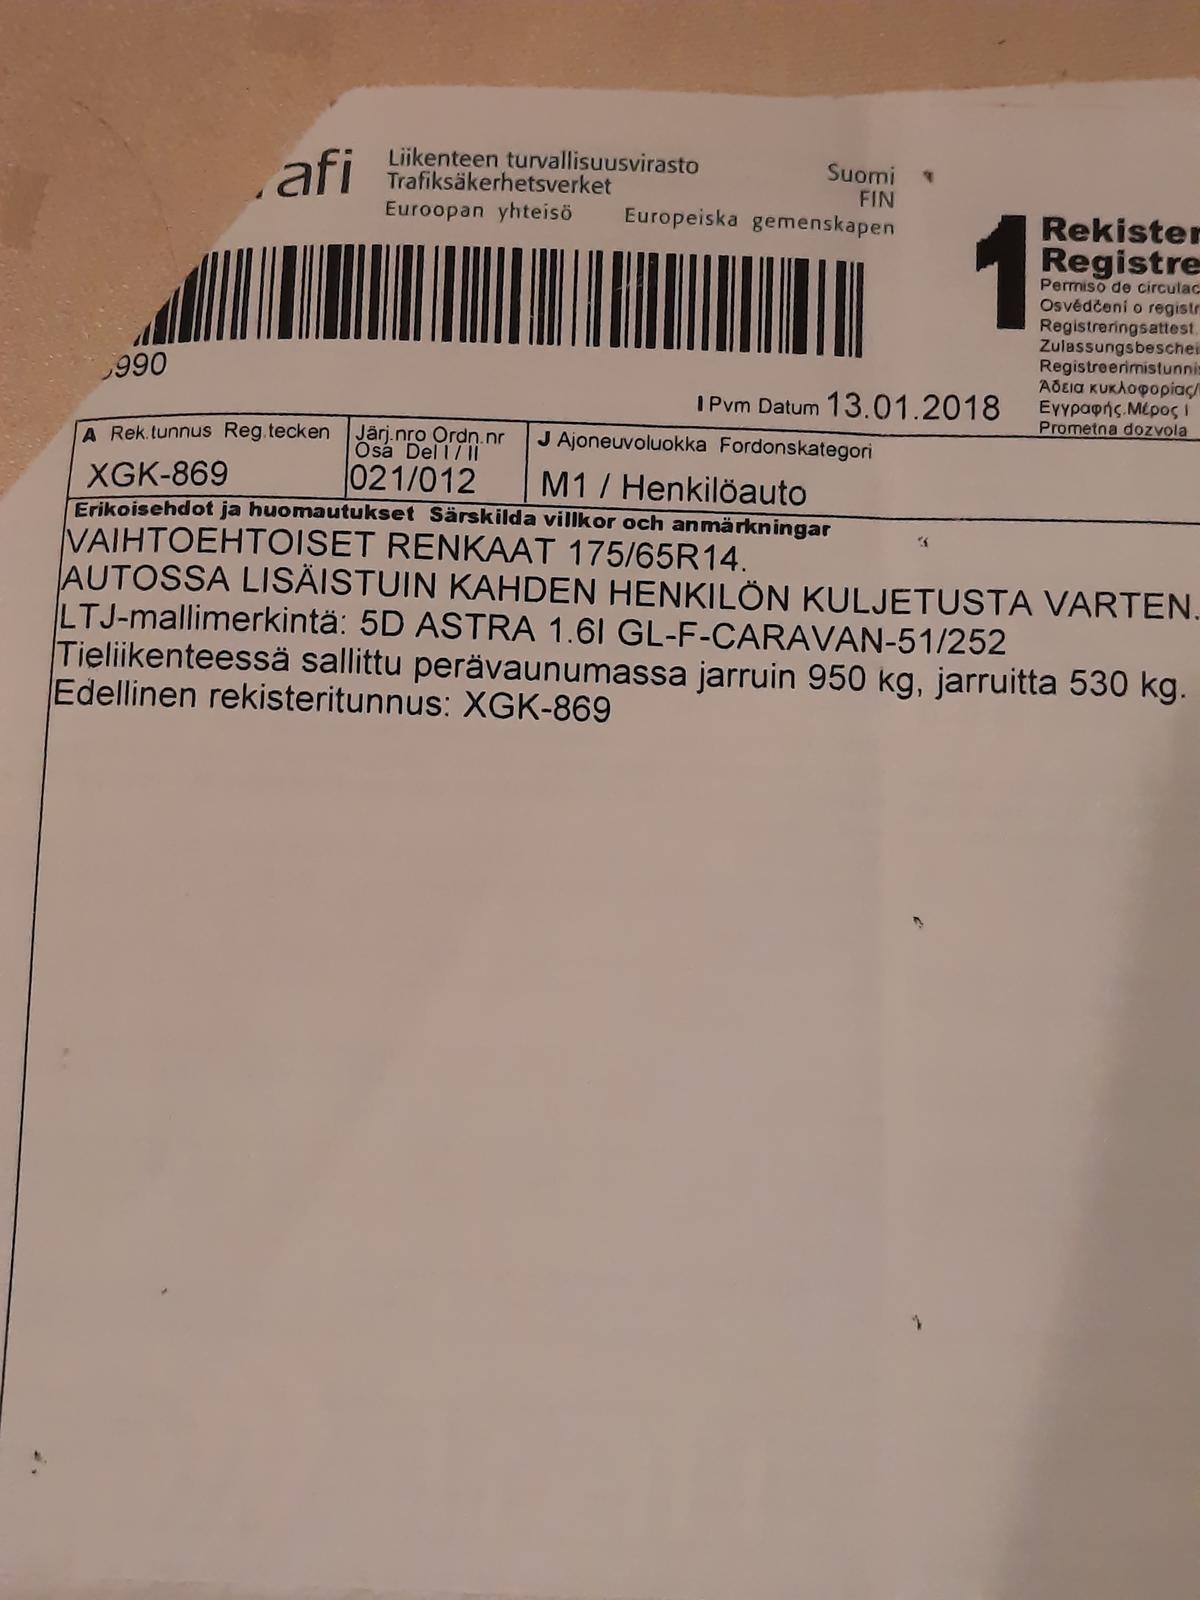 afi
Liikenteen turvallisuusvirasto
Trafiksäkerhetsverket
Euroopan yhteisö Europeiska gemenskapen
Suomi
FIN
1
Rekister
Registre
Permiso de circulac
Osvědčení o registr
Registreringsattest.
Zulassungsbeschei
Registreerimistunnis
Άδεια κυκλοφορίας/
Εγγραφής.Μέρος Ι
Prometna dozvola
990
I Pvm Datum 13.01.2018
A Rek.tunnus Reg.tecken
XGK-869
Järj.nro Ordn.nr
Osa Del I / II
021/012
J Ajoneuvoluokka Fordonskategori
M1 / Henkilöauto
Erikoisehdot ja huomautukset Särskilda villkor och anmärkningar
VAIHTOEHTOISET RENKAAT 175/65R14.
AUTOSSA LISÄISTUIN KAHDEN HENKILÖN KULJETUSTA VARTEN.
LTJ-mallimerkintä: 5D ASTRA 1.6I GL-F-CARAVAN-51/252
Tieliikenteessä sallittu perävaunumassa jarruin 950 kg, jarruitta 530 kg.
Edellinen rekisteritunnus: XGK-869